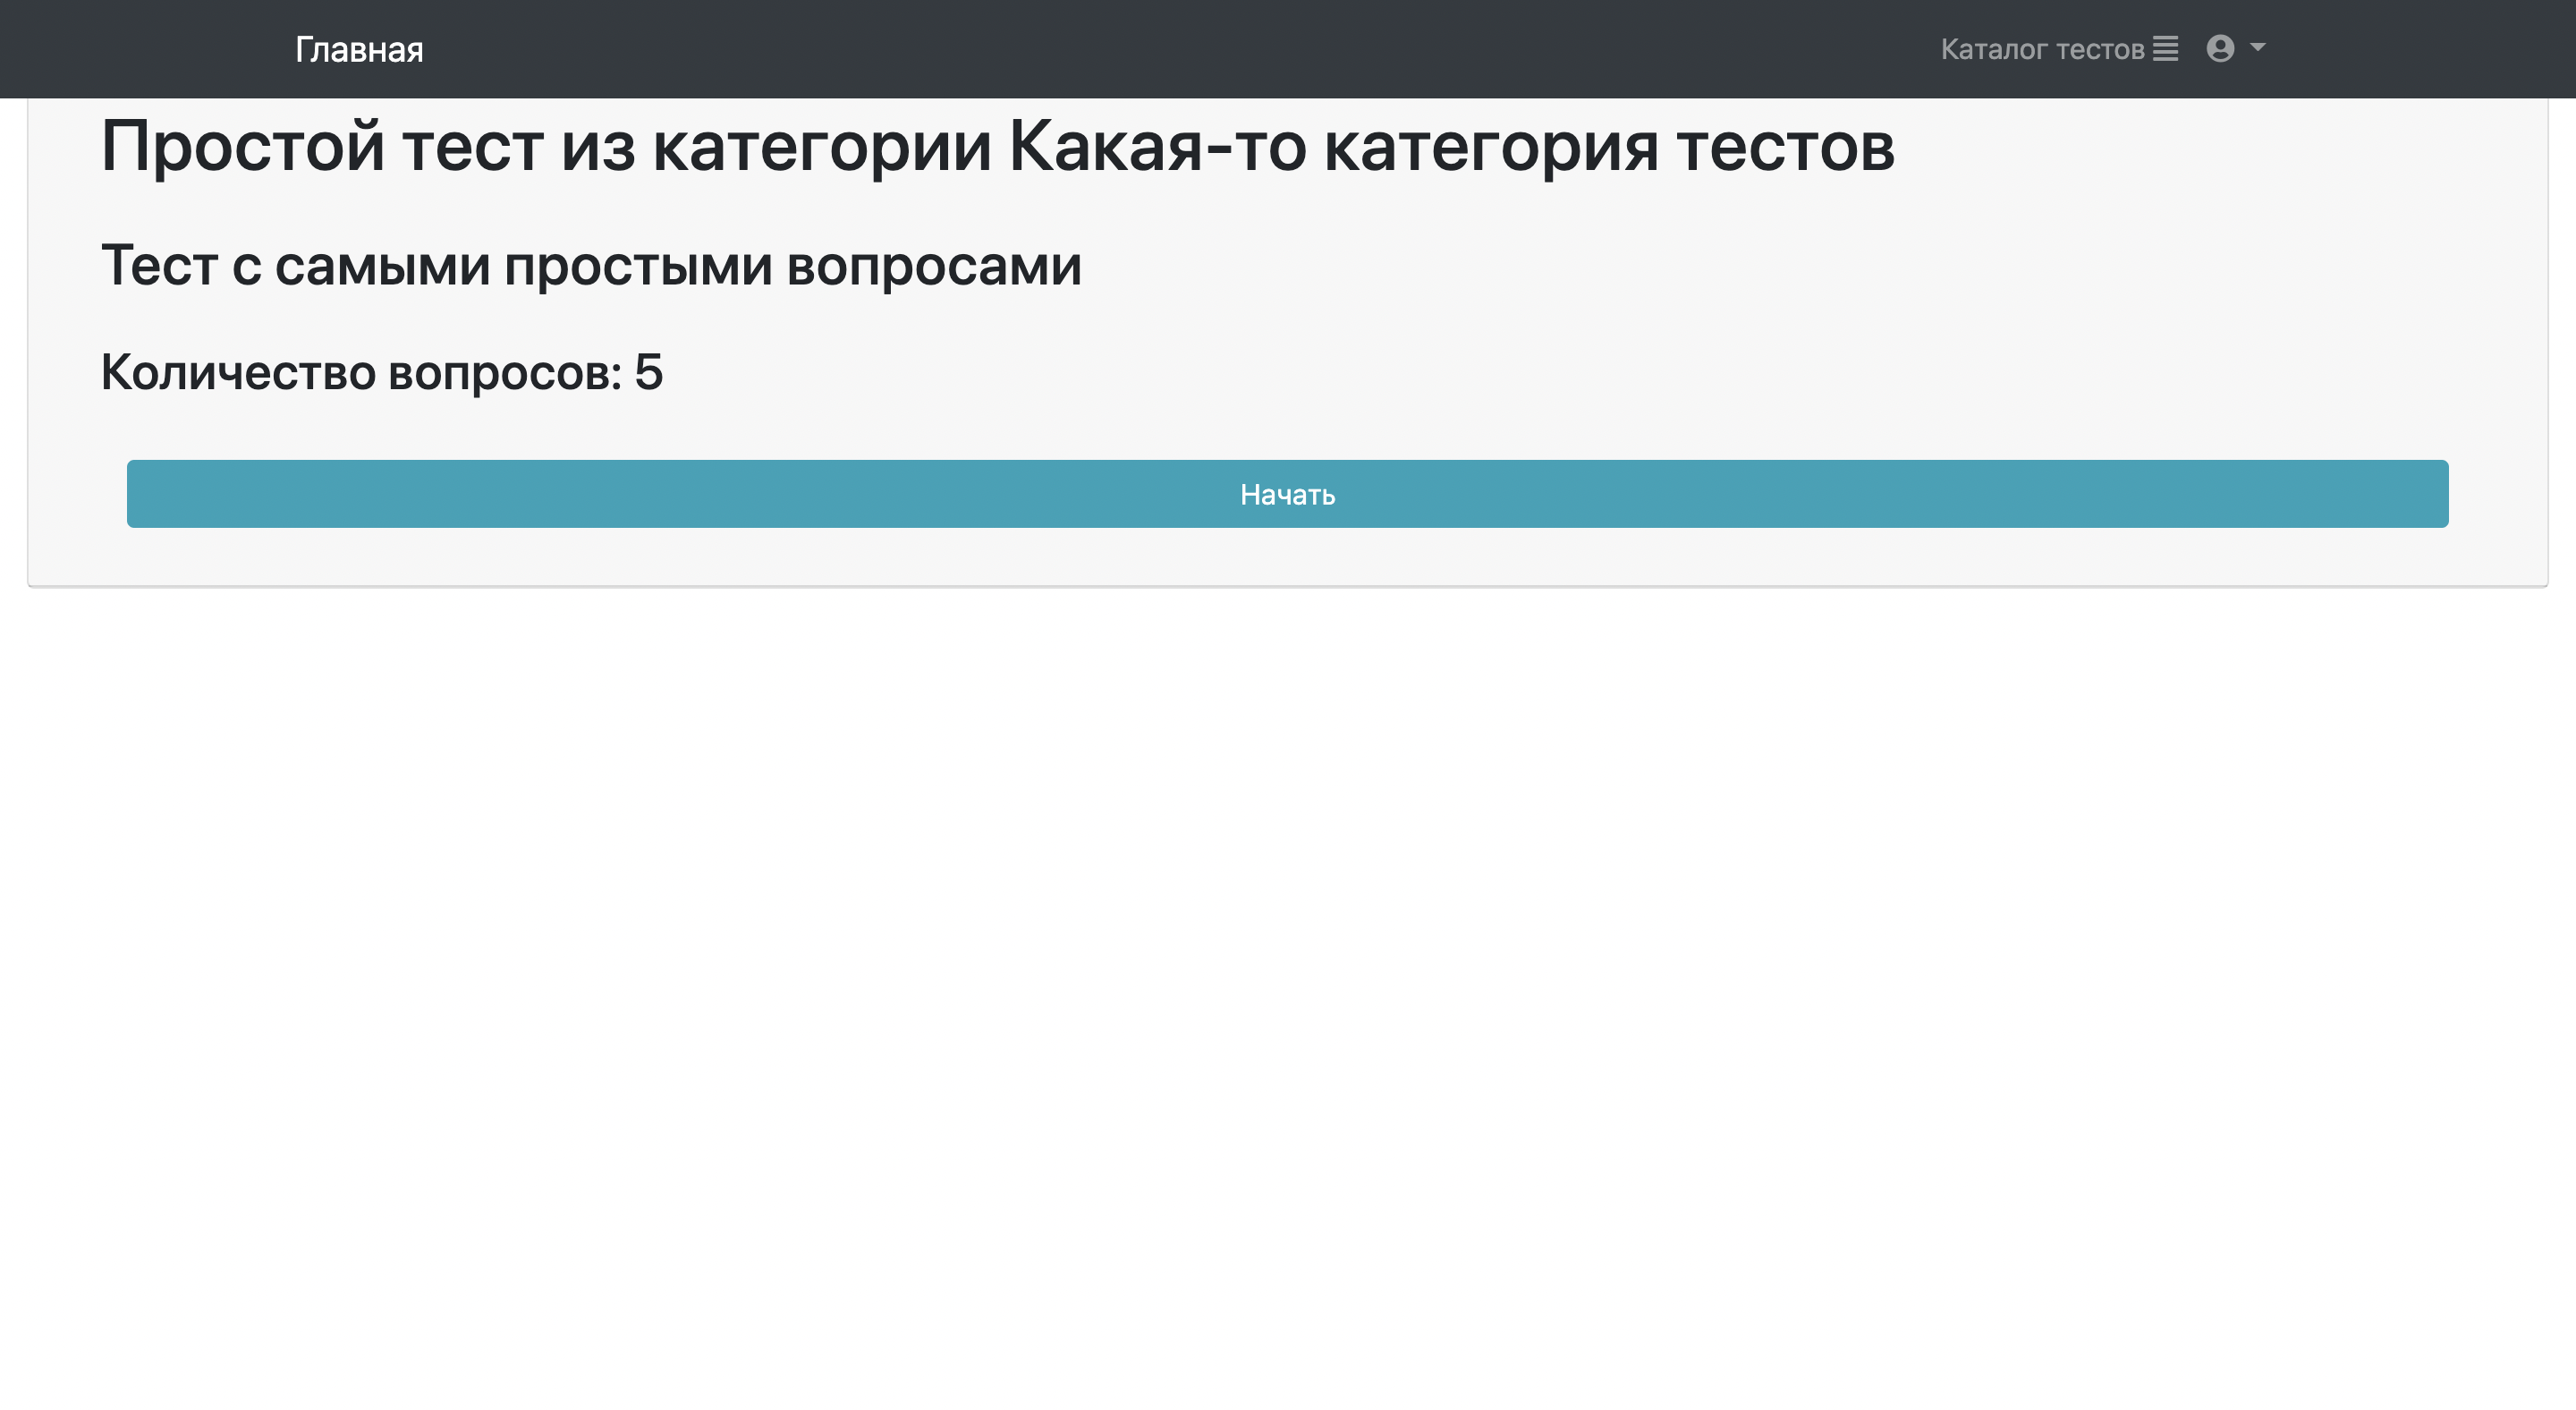 Главная
Каталог тестов
Простой тест из категории Какая-то категория тестов
Тест с самыми простыми вопросами
Количество вопросов: 5
Начать